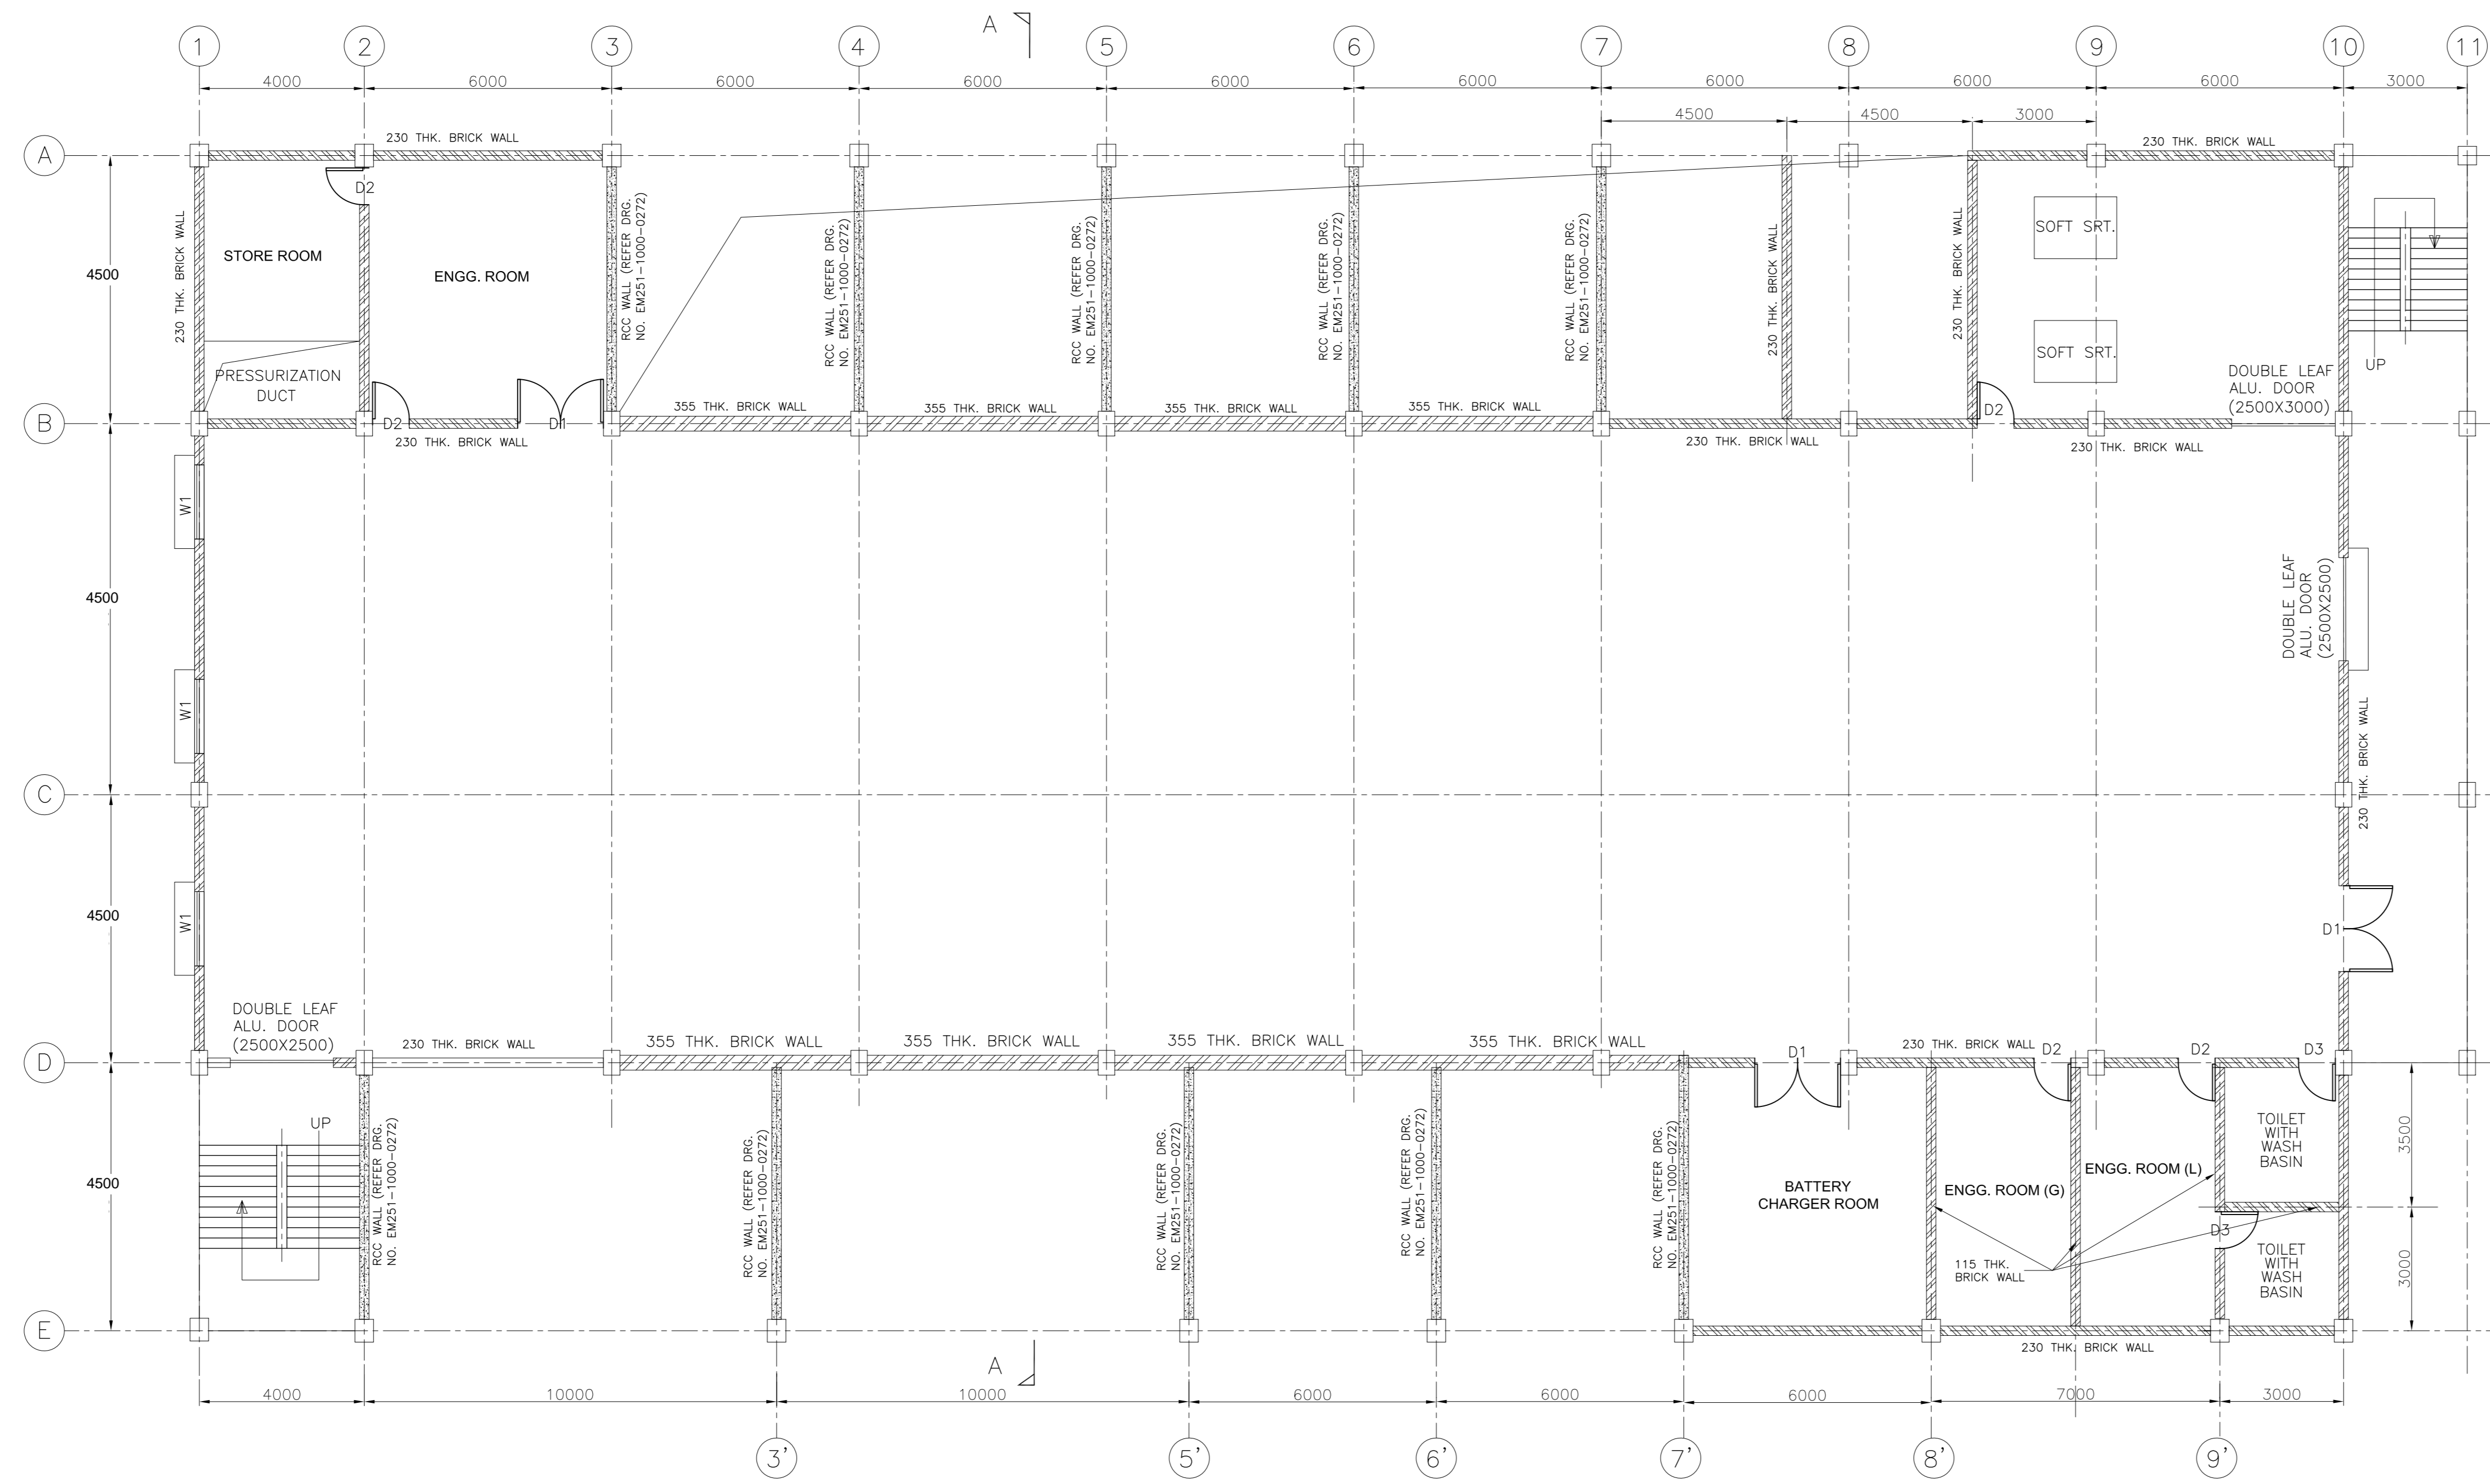 A
1
2
3
4
5
6
7
8
9
10
11
4000
6000
6000
6000
6000
6000
6000
6000
6000
3000
4500
4500
3000
A
230 THK. BRICK WALL
230 THK. BRICK WALL
D2
230 THK. BRICK WALL
STORE ROOM
ENGG. ROOM
4500
RCC WALL (REFER DRG.
NO. EM251-1000-0272)
RCC WALL (REFER DRG.
NO. EM251-1000-0272)
RCC WALL (REFER DRG.
NO. EM251-1000-0272)
RCC WALL (REFER DRG.
NO. EM251-1000-0272)
RCC WALL (REFER DRG.
NO. EM251-1000-0272)
230 THK. BRICK WALL
230 THK. BRICK WALL
SOFT SRT.
SOFT SRT.
UP
PRESSURIZATION
DUCT
DOUBLE LEAF
ALU. DOOR
(2500X3000)
B
D2
D1
355 THK. BRICK WALL
355 THK. BRICK WALL
355 THK. BRICK WALL
355 THK. BRICK WALL
D2
230 THK. BRICK WALL
230 THK. BRICK WALL
230 THK. BRICK WALL
W1
4500
DOUBLE LEAF
ALU. DOOR
(2500X2500)
W1
230 THK. BRICK WALL
C
4500
W1
D1
DOUBLE LEAF
ALU. DOOR
(2500X2500)
D
230 THK. BRICK WALL
355 THK. BRICK WALL
355 THK. BRICK WALL
355 THK. BRICK WALL
355 THK. BRICK WALL
D1
230 THK. BRICK WALL
D2
D2
D3
UP
4500
RCC WALL (REFER DRG.
NO. EM251-1000-0272)
RCC WALL (REFER DRG.
NO. EM251-1000-0272)
RCC WALL (REFER DRG.
NO. EM251-1000-0272)
RCC WALL (REFER DRG.
NO. EM251-1000-0272)
RCC WALL (REFER DRG.
NO. EM251-1000-0272)
BATTERY
CHARGER ROOM
ENGG. ROOM (G)
ENGG. ROOM (L)
TOILET
WITH
WASH
BASIN
3500
D3
TOILET
WITH
WASH
BASIN
3000
115 THK.
BRICK WALL
E
230 THK. BRICK WALL
A
4000
10000
10000
6000
6000
6000
7000
3000
3'
5'
6'
7'
8'
9'